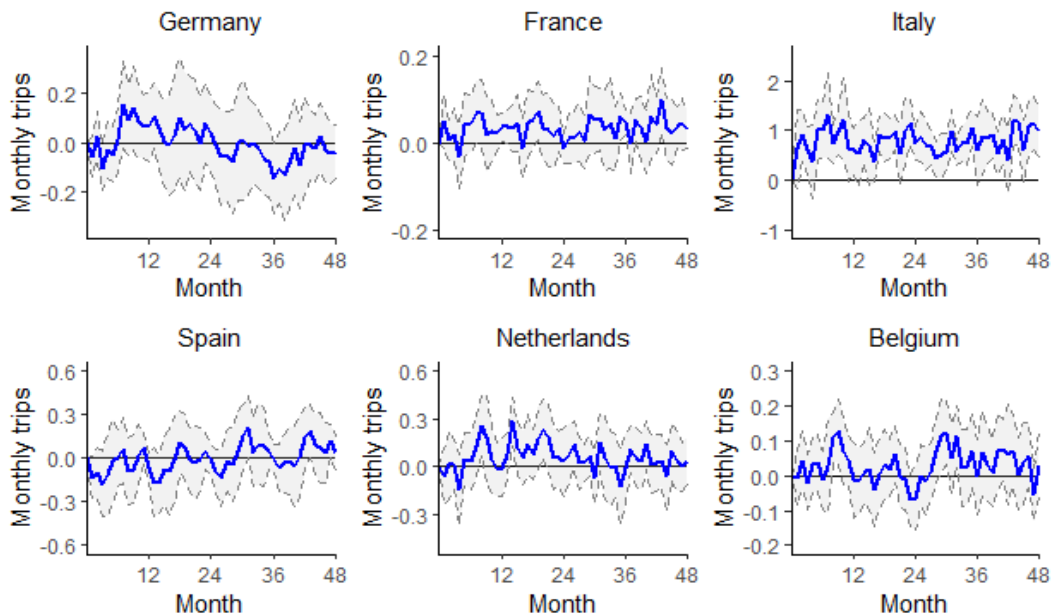 Germany
Monthly trips
0.2
0.0
-0.2
12 24 36 48
Month
France
Monthly trips
0.2
0.0
-0.2
12 24 36 48
Month
Italy
Monthly trips
2
1
0
-1
12 24 36 48
Month
Spain
Monthly trips
0.6
0.3
0.0
-0.3
-0.6
12 24 36 48
Month
Netherlands
Monthly trips
0.6
0.3
0.0
-0.3
12 24 36 48
Month
Belgium
Monthly trips
0.3
0.2
0.1
0.0
-0.1
-0.2
12 24 36 48
Month